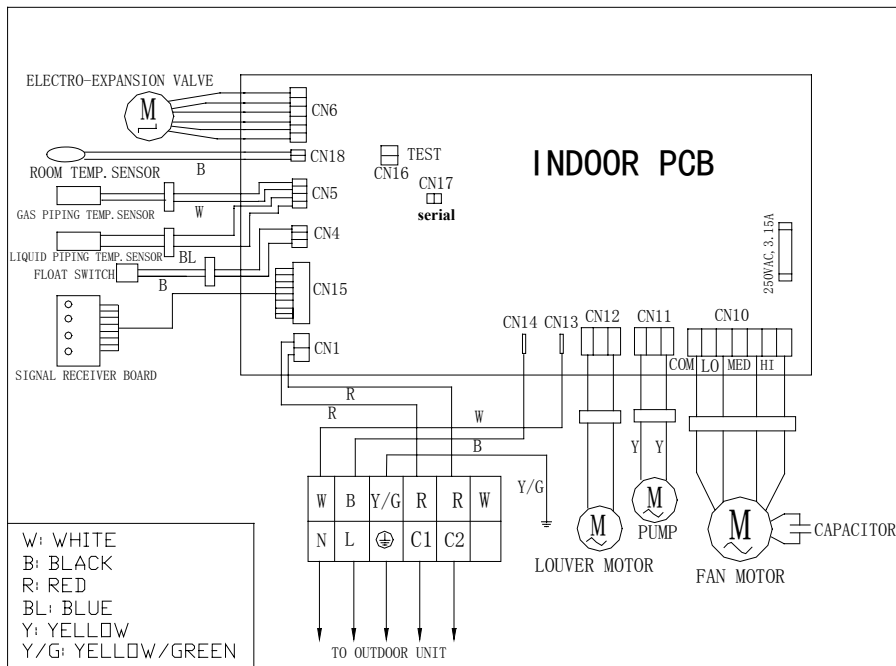 ELECTRO-EXPANSION VALVE
M
CN6
ROOM TEMP.SENSOR
B
CN18
TEST
CN16
INDOOR PCB
CN17
serial
GAS PIPING TEMP.SENSOR
W
CN5
LIQUID PIPING TEMP.SENSOR
BL
CN4
FLOAT SWITCH
B
250VAC,3.15A
CN15
SIGNAL RECEIVER BOARD
CN1
CN14
CN13
CN12
CN11
CN10
COM
LO
MED
HI
R
R
W
B
Y/G
Y Y
W B Y/G R R W
N L C1 C2
M
LOUVER MOTOR
M
PUMP
M
FAN MOTOR
CAPACITOR
TO OUTDOOR UNIT
W: WHITE
B: BLACK
R: RED
BL: BLUE
Y: YELLOW
Y/G: YELLOW/GREEN